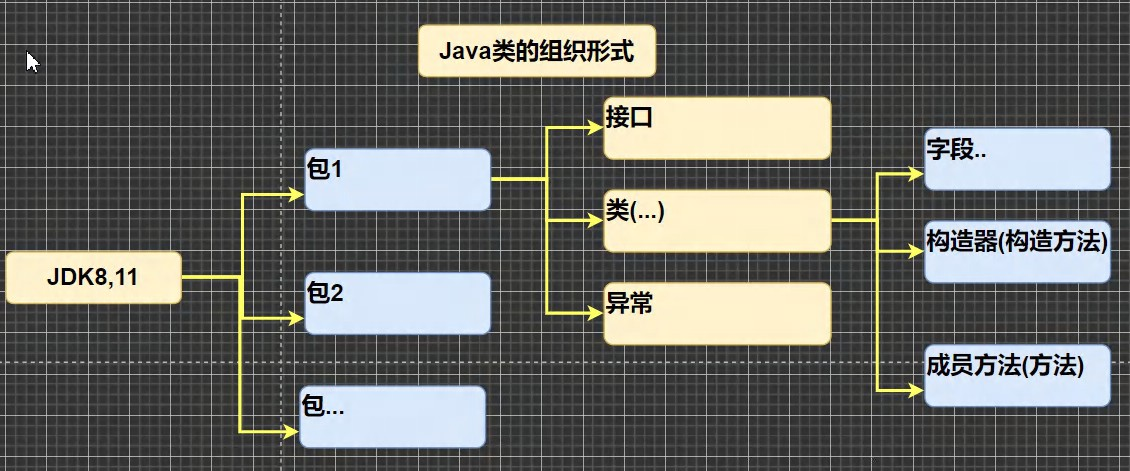 Java类的组织形式
JDK8,11
包1
包2
包...
接口
类(...)
异常
字段..
构造器(构造方法)
成员方法(方法)